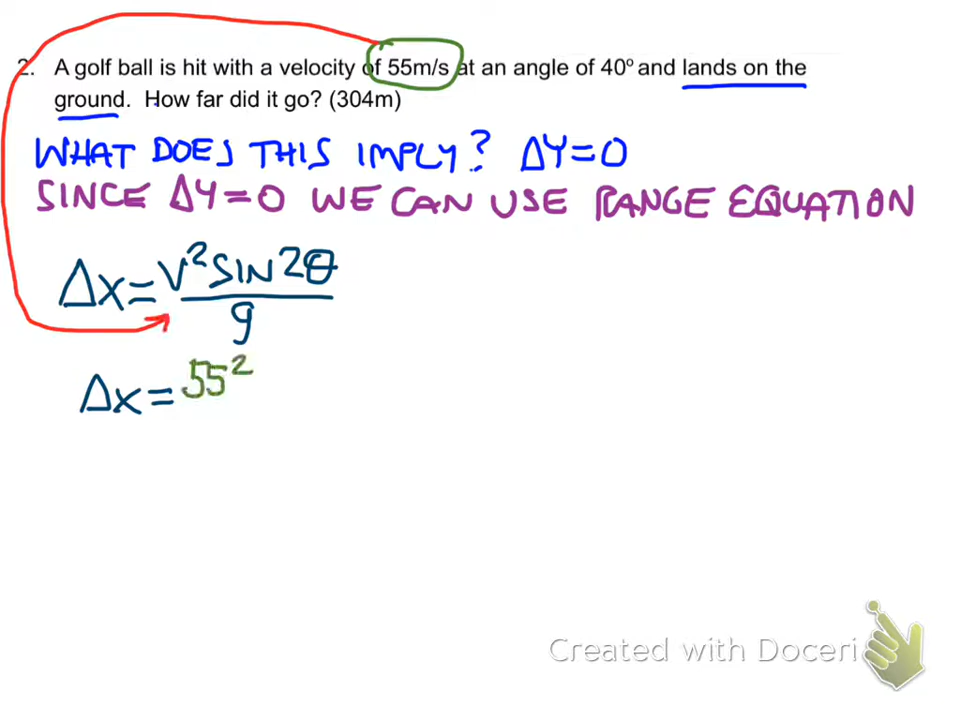 2. A golf ball is hit with a velocity of 55m/s at an angle of 40º and lands on the
ground. How far did it go? (304m)
WHAT DOES THIS IMPLY? ΔY=0
SINCE ΔY=0 WE CAN USE RANGE EQUATION
Δx=V²SIN2θ
g
Δx=55²
Created with Doceri